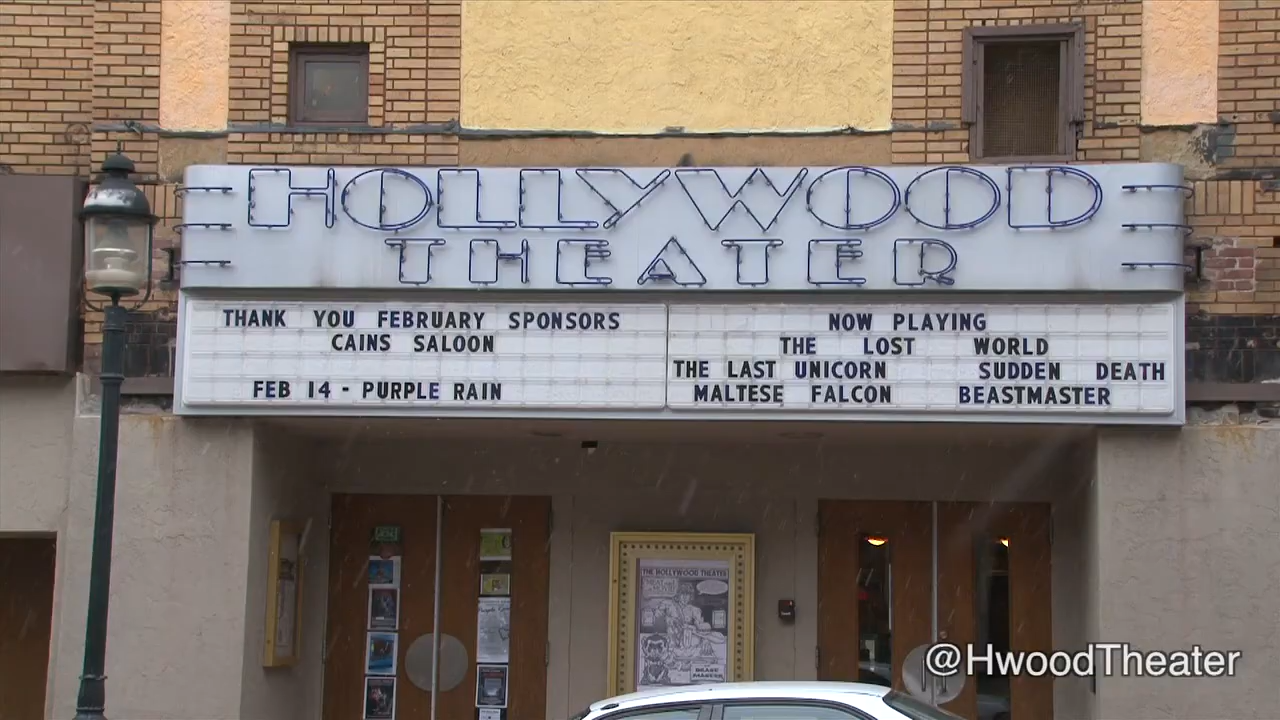 HOLLYWOOD
THEATER
THANK YOU FEBRUARY SPONSORS
CAINS SALOON
FEB 14 - PURPLE RAIN
NOW PLAYING
THE LOST WORLD
THE LAST UNICORN SUDDEN DEATH
MALTESE FALCON BEASTMASTER
THE HOLLYWOOD THEATER
@HwoodTheater